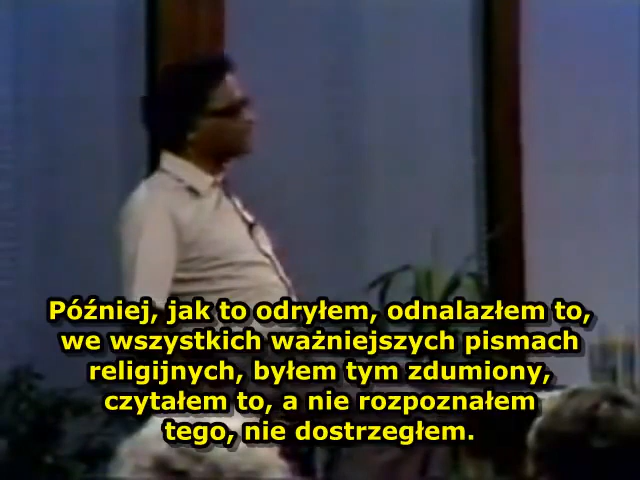 Później, jak to odryłem, odnalazłem to,
we wszystkich ważniejszych pismach
religijnych, byłem tym zdumiony,
czytałem to, a nie rozpoznałem
tego, nie dostrzegłem.